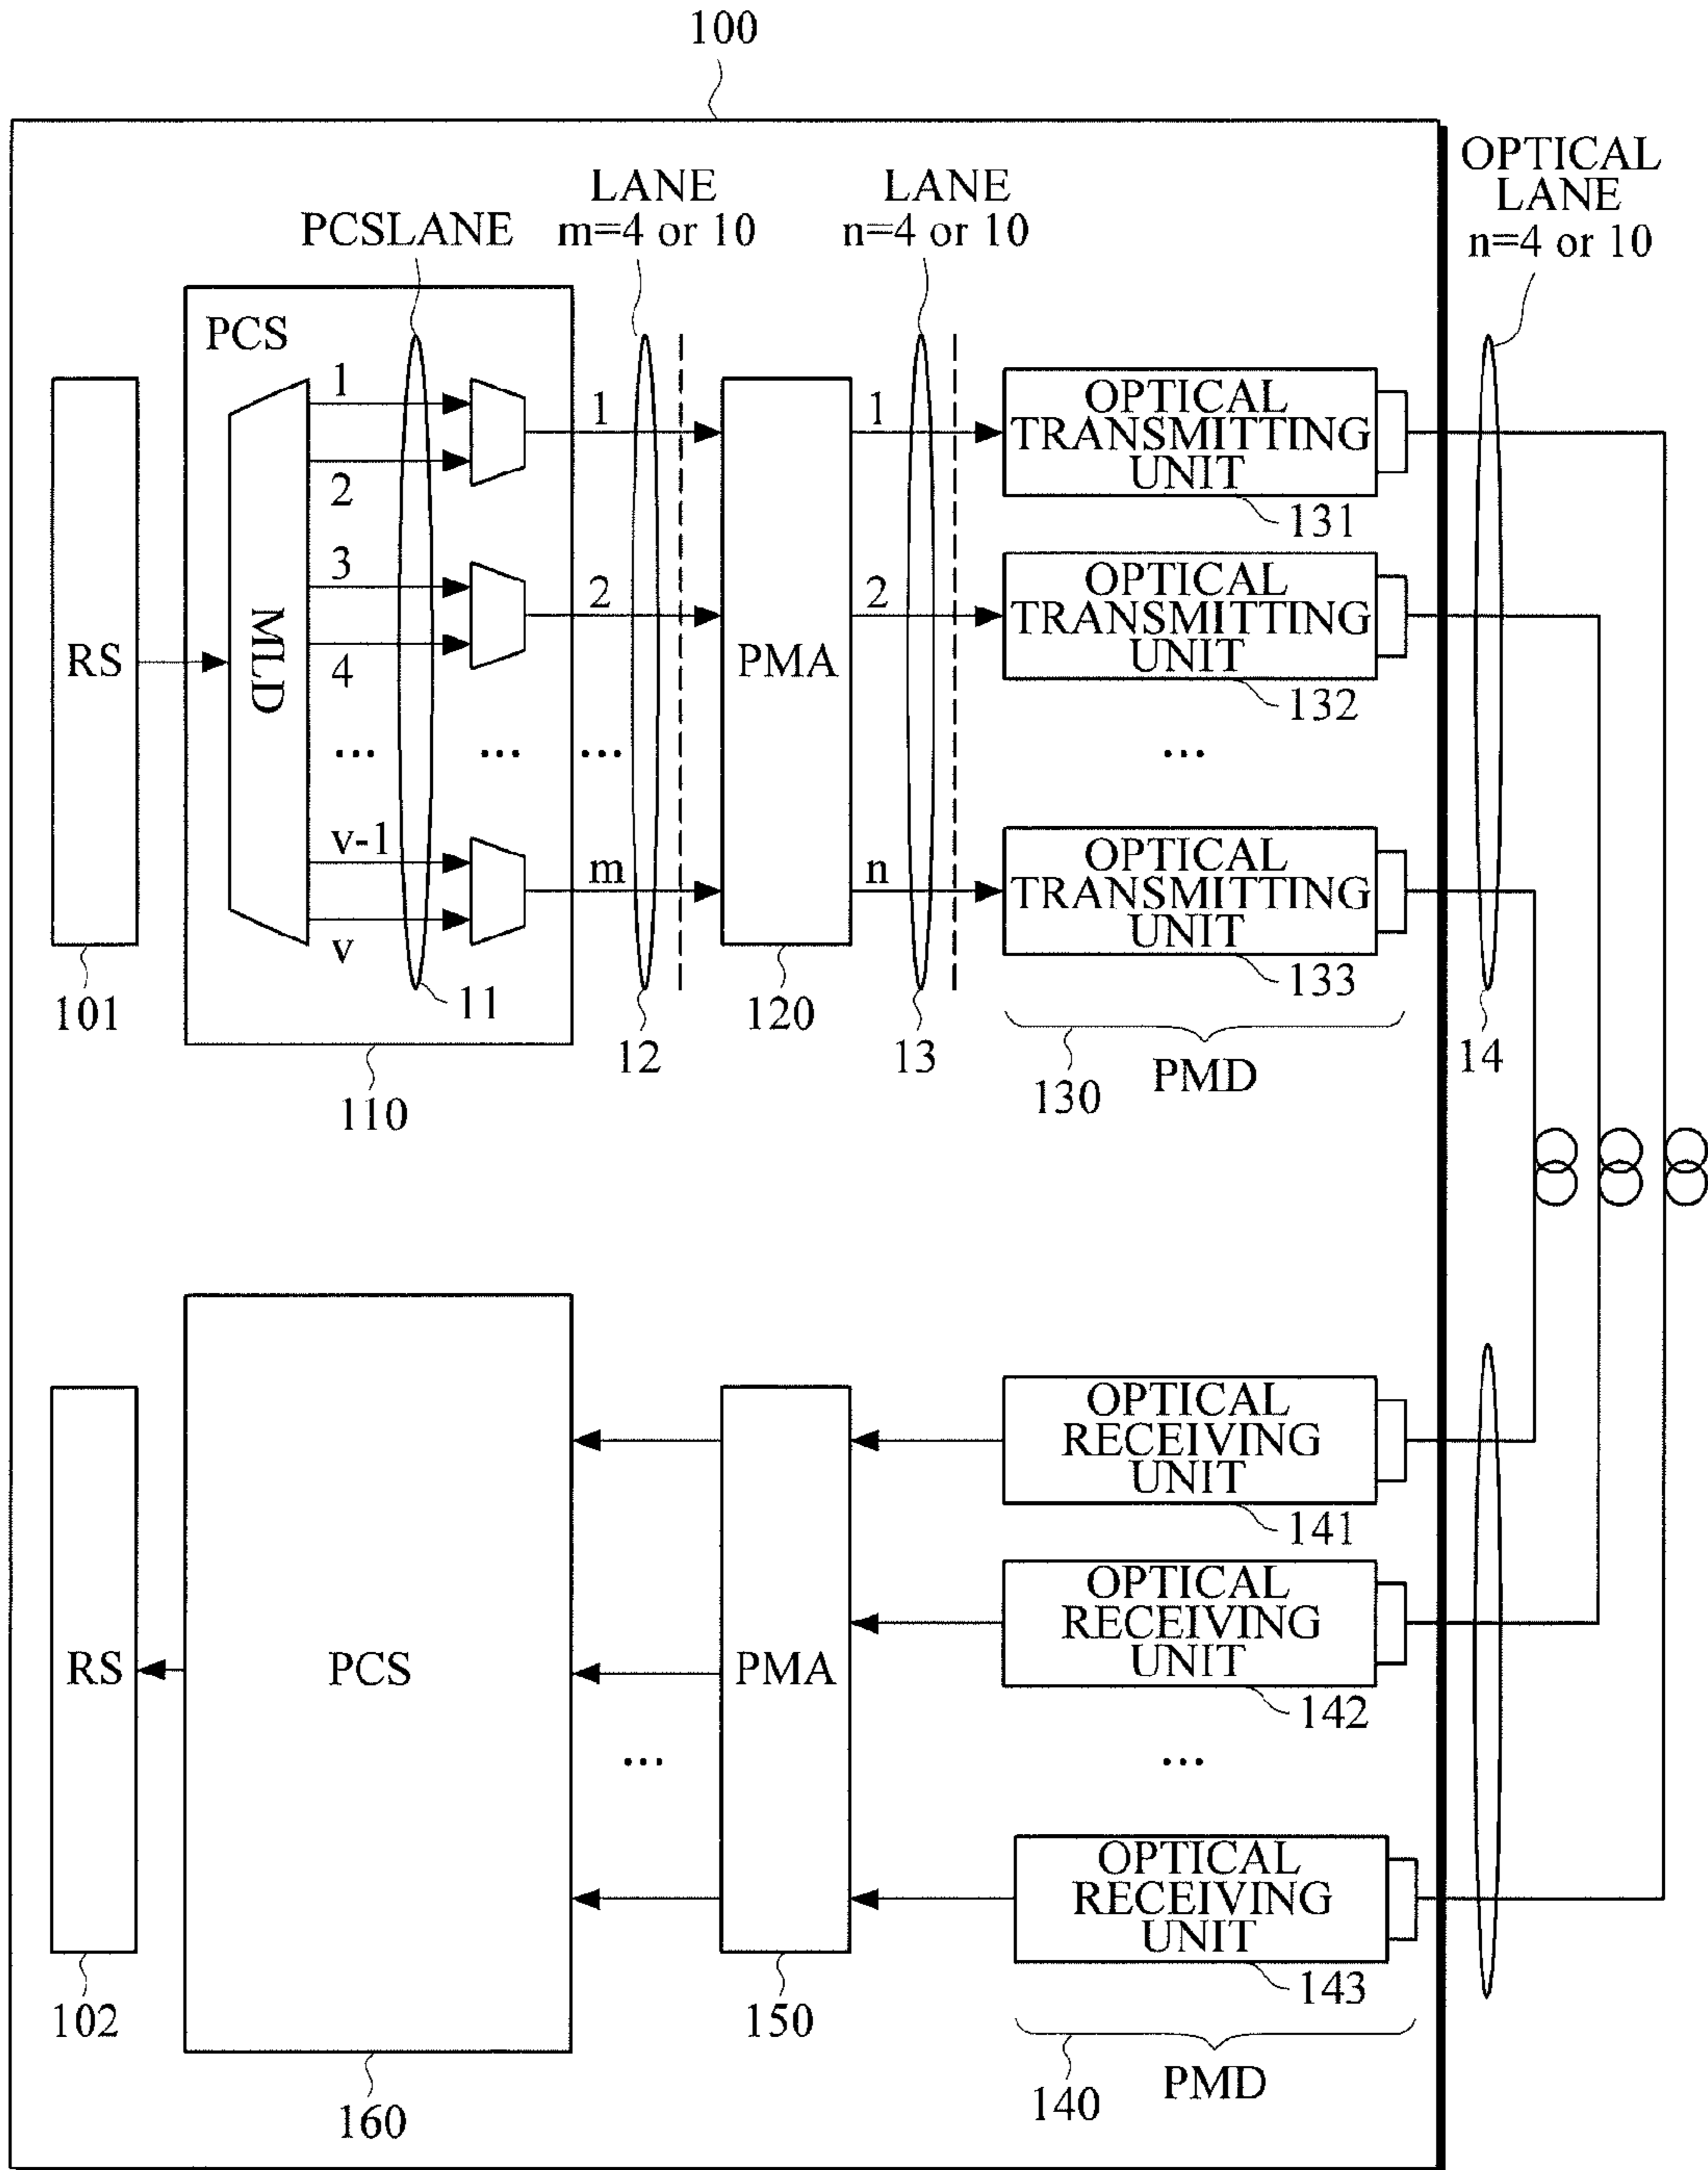 100
OPTICAL
LANE
n=4 or 10
LANE
m=4 or 10
LANE
n=4 or 10
PCSLANE
PCS
RS
MLD
1
2
3
4
...
v-1
v
...
1
2
...
m
PMA
1
2
n
OPTICAL
TRANSMITTING
UNIT
131
OPTICAL
TRANSMITTING
UNIT
132
...
OPTICAL
TRANSMITTING
UNIT
133
101
11
110
12
120
13
130
PMD
14
RS
PCS
...
PMA
OPTICAL
RECEIVING
UNIT
141
OPTICAL
RECEIVING
UNIT
142
...
OPTICAL
RECEIVING
UNIT
143
102
160
150
140
PMD